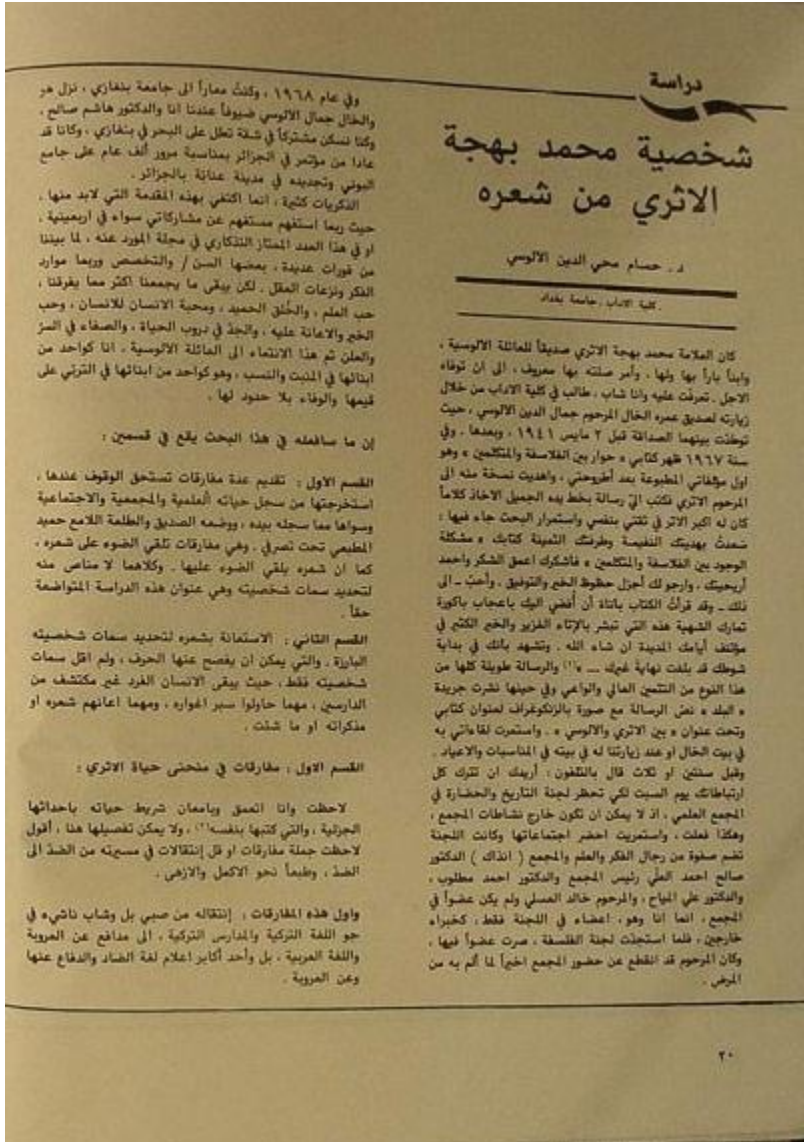 دراسة
شخصية محمد بهجة
الاثري من شعره
د. حسام محي الدين الآلوسي
كلية الاداب، جامعة بغداد
كان العلامة محمد بهجة الاثري صديقاً للعائلة الآلوسية،
وابناً باراً بها ولها، وأمر صلته بها معروف، الى ان توفاه
الاجل. تعرفت عليه وانا شاب، طالب في كلية الاداب من خلال
زيارته لصديق عمره الخال المرحوم جمال الدين الآلوسي، حيث
توطدت بينهما الصداقة قبل ٢ مايس ١٩٤١، وبعدها. وفي
سنة ١٩٦٧ ظهر كتابي « حوار بين الفلاسفة والمتكلمين » وهو
اول مؤلفاتي المطبوعة بعد أطروحتي، واهديت نسخة منه الى
المرحوم الاثري فكتب اليّ رسالة بخط يده الجميل الاخاذ كلاماً
كان له اكبر الاثر في ثقتي بنفسي واستمرار البحث جاء فيها :
سَعدتُ بهديتك النفيسة وطرفتك الثمينة كتابك « مشكلة
الوجود بين الفلاسفة والمتكلمين » فأشكرك اعمق الشكر واحمد
أريحيتك، وارجو لك أجزل حظوظ الخير والتوفيق. وأحبّ ـ الى
ذلك ـ وقد قرأتُ الكتاب باناة أن أُفضي اليك باعجاب باكورة
ثمارك الشهية هذه التي تبشر بالإتاء الغزير والخير الكثير في
مؤتنف أيامك المديدة ان شاء الله. وتشهد بأنك في بداية
شوطك قد بلغت نهاية غيرك ... »(١) والرسالة طويلة كلها من
هذا النوع من التثمين العالي والواعي وفي حينها نشرت جريدة
« البلد » نص الرسالة مع صورة بالزنكوغراف لعنوان كتابي
وتحت عنوان « بين الاثري والآلوسي ». واستمرت لقاءاتي به
في بيت الخال او عند زيارتنا له في بيته في المناسبات والاعياد.
وقبل سنتين او ثلاث قال بالتلفون : أريدك ان تترك كل
ارتباطاتك يوم السبت لكي تحظر لجنة التأريخ والحضارة في
المجمع العلمي، اذ لا يمكن ان تكون خارج نشاطات المجمع،
وهكذا فعلت، واستمريت احضر اجتماعاتها وكانت اللجنة
تضم صفوة من رجال الفكر والعلم والمجمع ( انذاك ) الدكتور
صالح احمد العلي رئيس المجمع والدكتور احمد مطلوب،
والدكتور علي المياح، والمرحوم خالد العسلي ولم يكن عضواً في
المجمع، انما انا وهو، اعضاء في اللجنة فقط، كخبراء
خارجين، فلما استجدّت لجنة الفلسفة، صرت عضواً فيها،
وكان المرحوم قد انقطع عن حضور المجمع اخيراً لما ألم به من
المرض.
وفي عام ١٩٦٨، وكنتُ معاراً الى جامعة بنغازي، نزل هو
والخال جمال الآلوسي ضيوفاً عندنا انا والدكتور هاشم صالح.
وكنا نسكن مشتركاً في شقة تطل على البحر في بنغازي، وكانا قد
عادا من مؤتمر في الجزائر بمناسبة مرور ألف عام على جامع
البوني وتجديده في مدينة عنابة بالجزائر.
الذكريات كثيرة، انما اكتفي بهذه المقدمة التي لابد منها.
حيث ربما استفهم مستفهم عن مشاركاتي سواء في اربعينية،
او في هذا العدد الممتاز التذكاري في مجلة المورد عنه، لما بيننا
من فورات عديدة، بعضها السن / والتخصص وربما موارد
الفكر ونزعات العقل. لكن يبقى ما يجمعنا اكثر مما يفرقنا،
حب العلم، والخُلق الحميد، ومحبة الانسان للانسان، وحب
الخير والاعانة عليه، والجدّ في دروب الحياة، والصفاء في السرّ
والعلن ثم هذا الانتماء الى العائلة الآلوسية. انا كواحد من
ابنائها في المنبت والنسب، وهو كواحد من ابنائها في التربي على
قيمها والوفاء بلا حدود لها.
إن ما سافعله في هذا البحث يقع في قسمين :
القسم الاول : تقديم عدة مفارقات تستحق الوقوف عندها،
استخرجتها من سجل حياته العلمية والمجمعية والاجتماعية
وسواها مما سجله بيده، ووضعه الصديق والطلعة اللامع حميد
المطبعي تحت تصرفي. وهي مفارقات تلقي الضوء على شعره،
كما ان شعره يلقي الضوء عليها. وكلاهما لا مناص منه
لتحديد سمات شخصيته وهي عنوان هذه الدراسة المتواضعة
حقاً.
القسم الثاني : الاستعانة بشعره لتحديد سمات شخصيته
البارزة. والتي يمكن ان يفصح عنها الحرف، ولم اقل سمات
شخصيته فقط، حيث يبقى الانسان الفرد غير مكتشف من
الدارسين، مهما حاولوا سبر اغواره، ومهما اعانهم شعره او
مذكراته او ما شئت.
القسم الاول : مفارقات في منحنى حياة الاثري :
لاحظت وانا اتعمق وبامعان شريط حياته باحداثها
الجزئية، والتي كتبها بنفسه(٢)، ولا يمكن تفصيلها هنا، أقول
لاحظت جملة مفارقات او قل إنتقالات في مسيرته من الضدّ الى
الضدّ، وطبعاً نحو الاكمل والازهى.
واول هذه المفارقات : إنتقاله من صبي بل وشاب ناشيء في
جو اللغة التركية والمدارس التركية، الى مدافع عن العروبة
واللغة العربية، بل وأحد أكابر اعلام لغة الضاد والدفاع عنها
وعن العروبة.
٢٠